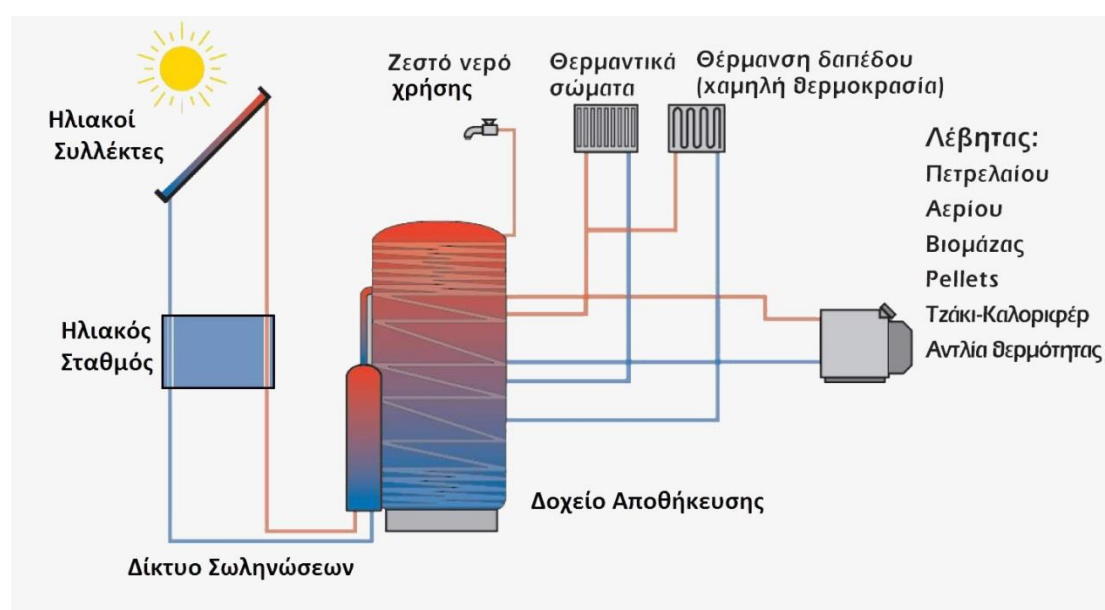 Ηλιακοί
Συλλέκτες
Ζεστό νερό
χρήσης
Θερμαντικά
σώματα
Θέρμανση δαπέδου
(χαμηλή θερμοκρασία)
Λέβητας:
Πετρελαίου
Αερίου
Βιομάζας
Pellets
Τζάκι-Καλοριφέρ
Αντλία θερμότητας
Ηλιακός
Σταθμός
Δοχείο Αποθήκευσης
Δίκτυο Σωληνώσεων